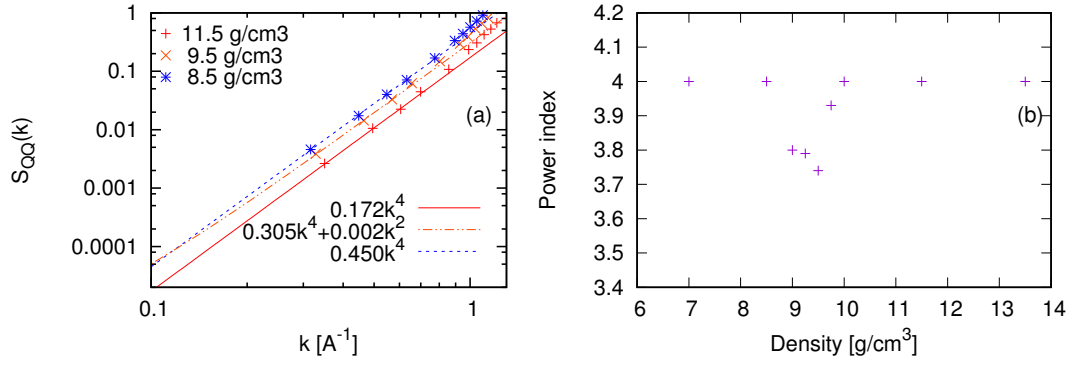 1
0.1
0.01
0.001
0.0001
S_QQ(k)
11.5 g/cm3
9.5 g/cm3
8.5 g/cm3
(a)
0.172k^4
0.305k^4+0.002k^2
0.450k^4
0.1 1
k [A^-1]
4.2
4.1
4
3.9
3.8
3.7
3.6
3.5
3.4
Power index
(b)
6 7 8 9 10 11 12 13 14
Density [g/cm^3]